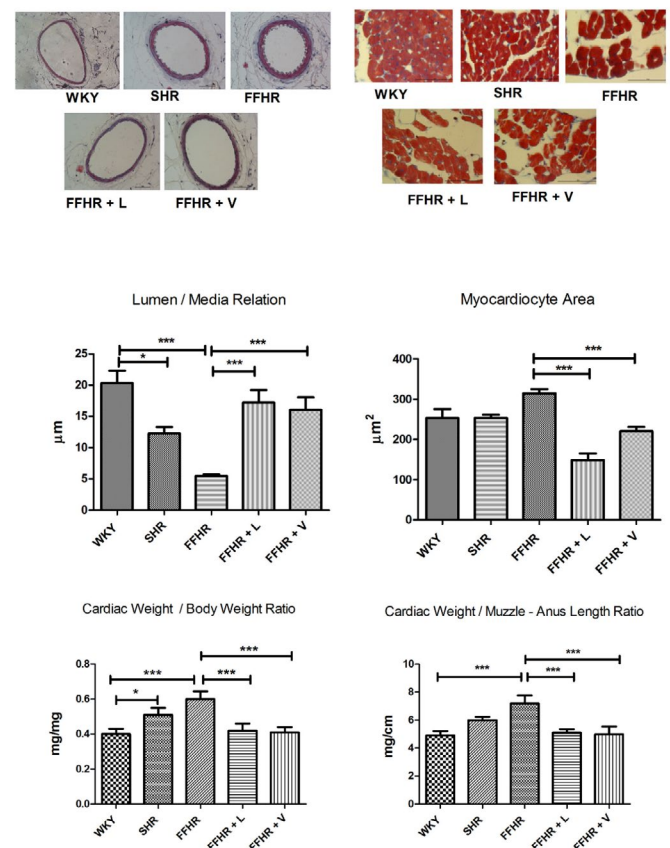 WKY
SHR
FFHR
FFHR + L
FFHR + V
WKY
SHR
FFHR
FFHR + L
FFHR + V
Lumen / Media Relation
***
***
*
***
25
20
15
10
5
0
µm
WKY
SHR
FFHR
FFHR + L
FFHR + V
Myocardiocyte Area
***
***
400
300
200
100
0
µm²
WKY
SHR
FFHR
FFHR + L
FFHR + V
Cardiac Weight / Body Weight Ratio
***
***
***
*
0.8
0.6
0.4
0.2
0.0
mg/mg
WKY
SHR
FFHR
FFHR + L
FFHR + V
Cardiac Weight / Muzzle - Anus Length Ratio
***
***
***
10
8
6
4
2
0
mg/cm
WKY
SHR
FFHR
FFHR + L
FFHR + V